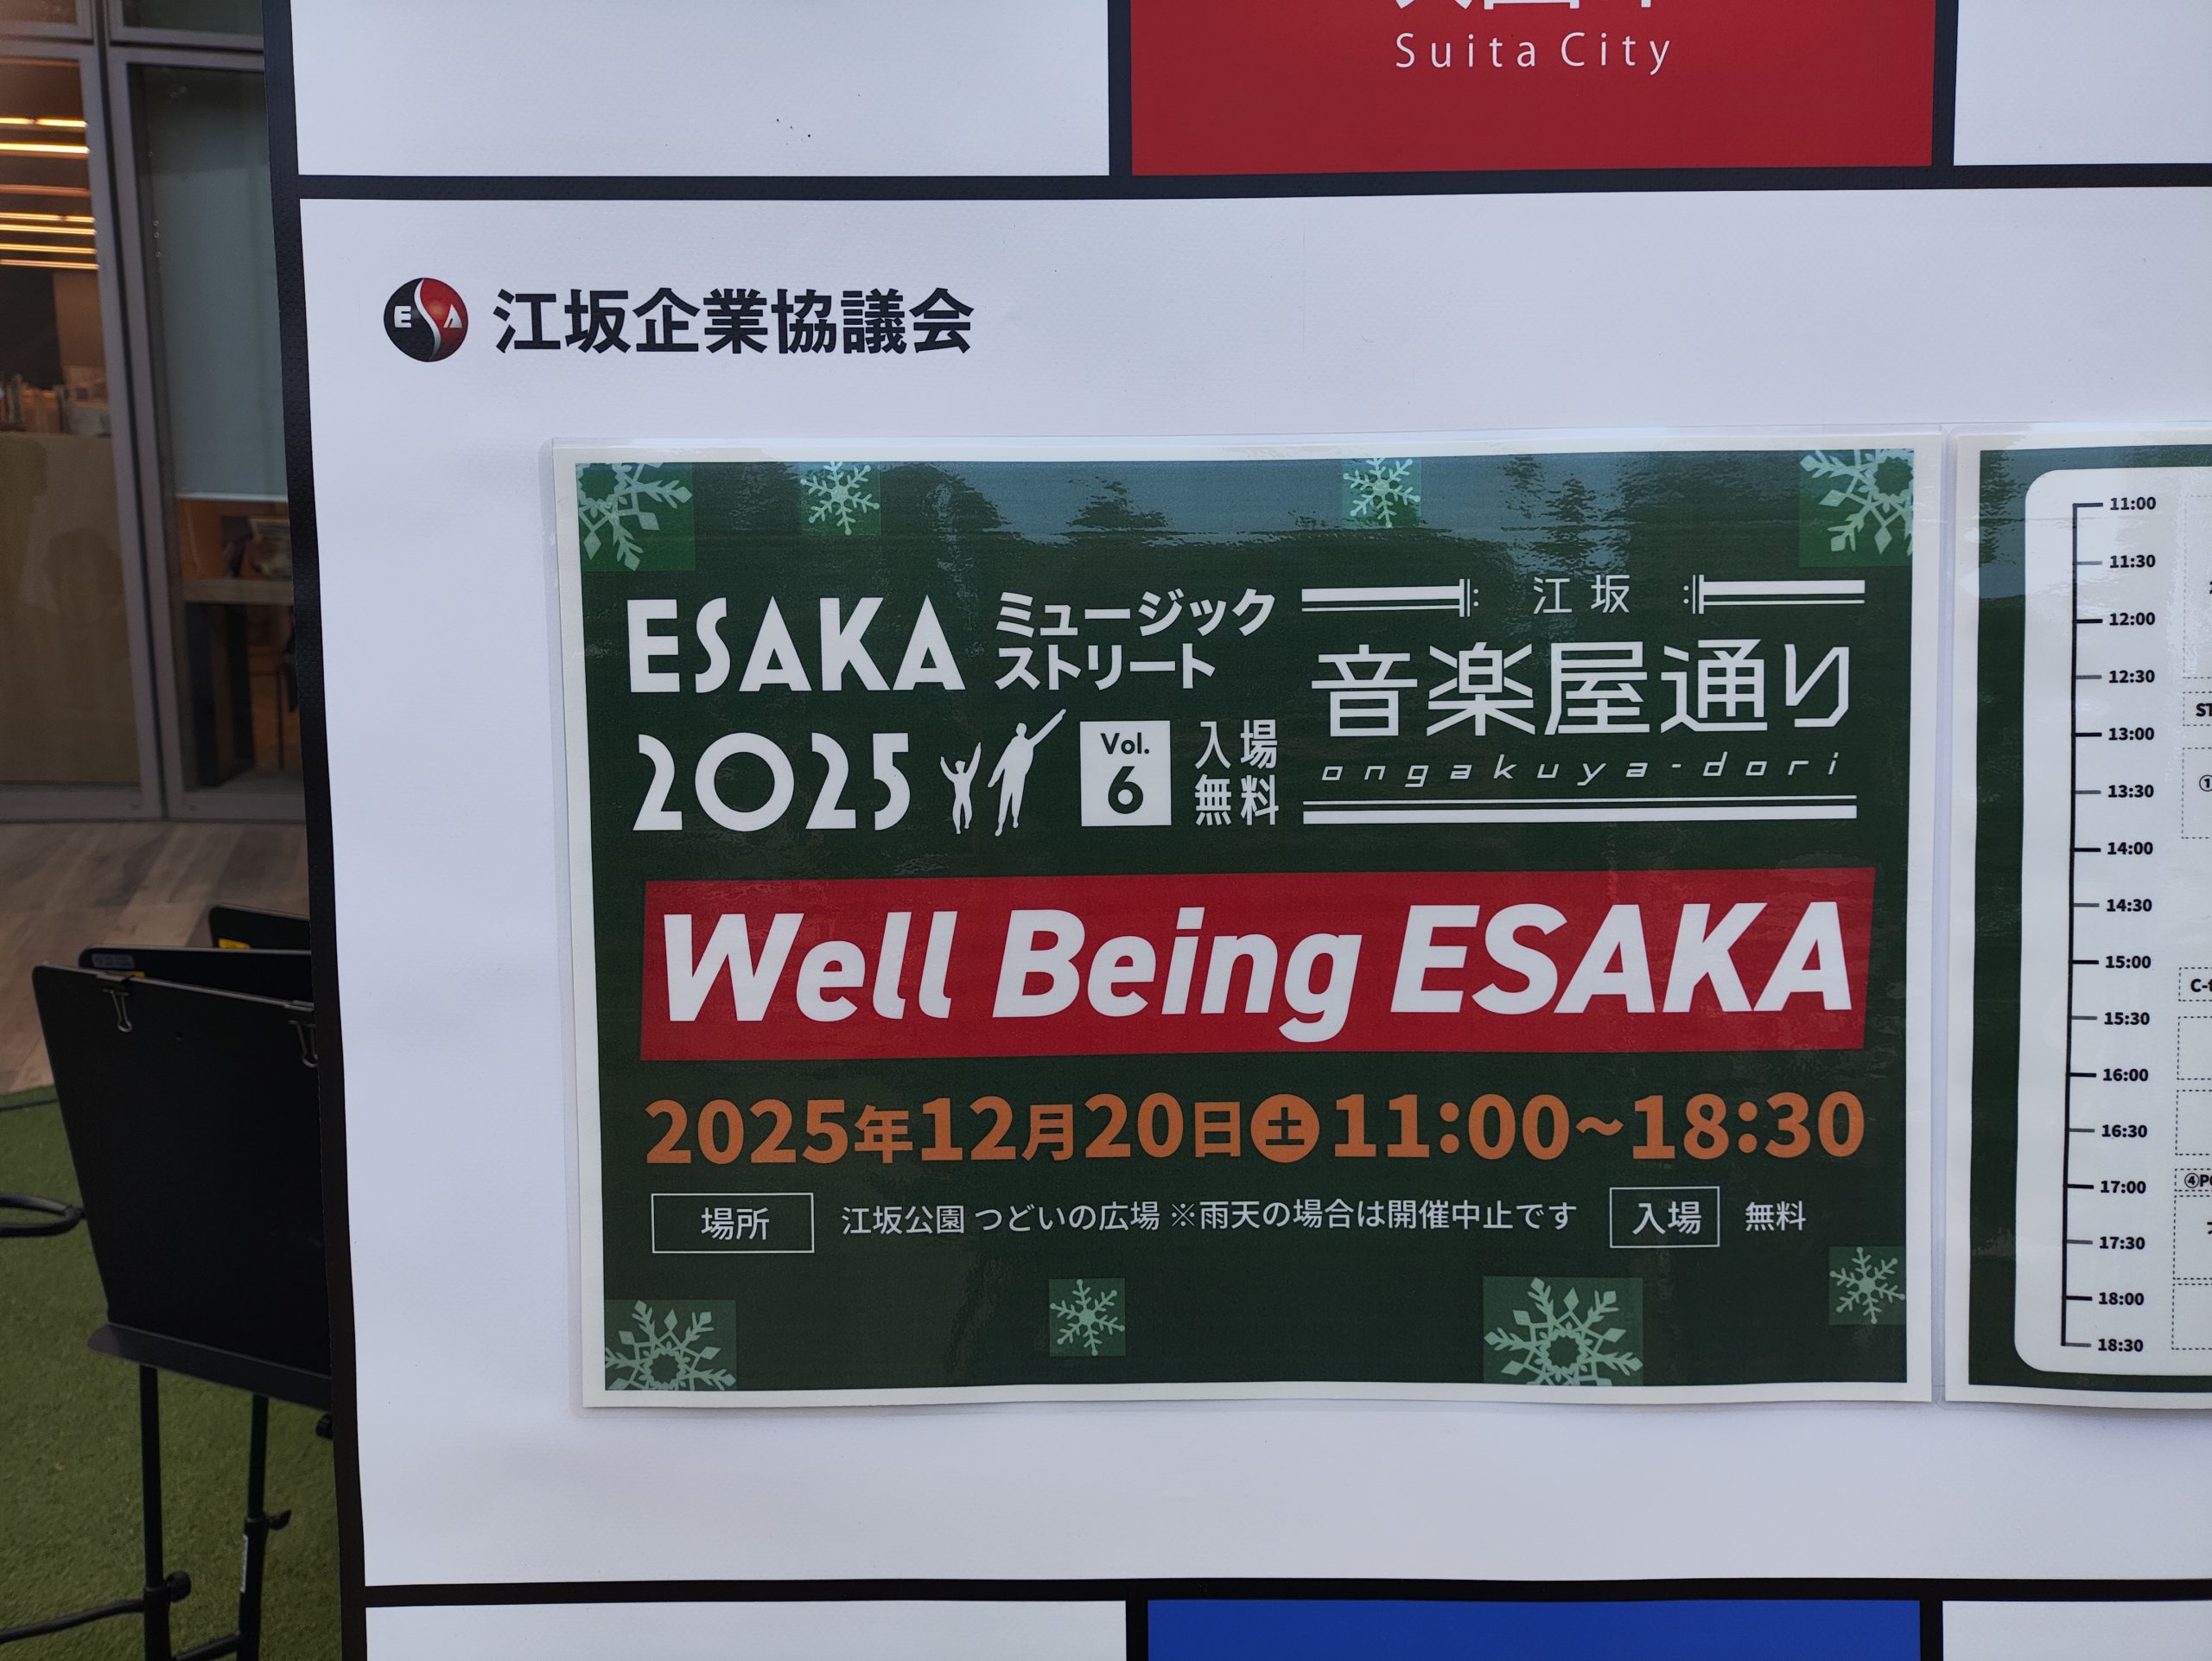 Suita City
ESA 江坂企業協議会
江坂
ESAKA ミュージック
ストリート
音楽屋通り
ongakuya-dori
2025 Vol. 6 入場無料
Well Being ESAKA
2025年12月20日土11:00~18:30
場所 江坂公園 つどいの広場 ※雨天の場合は開催中止です 入場 無料
11:00
11:30
12:00
12:30
13:00
13:30
①
14:00
14:30
15:00
15:30
16:00
16:30
17:00
17:30
18:00
18:30